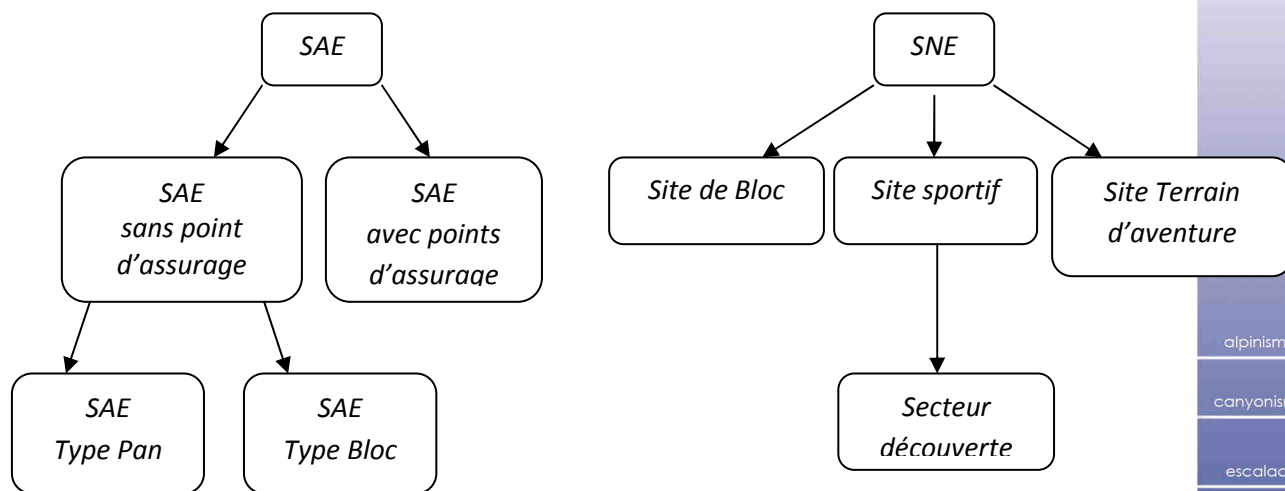 SAE
SNE
SAE
sans point
d'assurage
SAE
avec points
d'assurage
Site de Bloc
Site sportif
Site Terrain
d'aventure
SAE
Type Pan
SAE
Type Bloc
Secteur
découverte
alpinism
canyonism
escalad